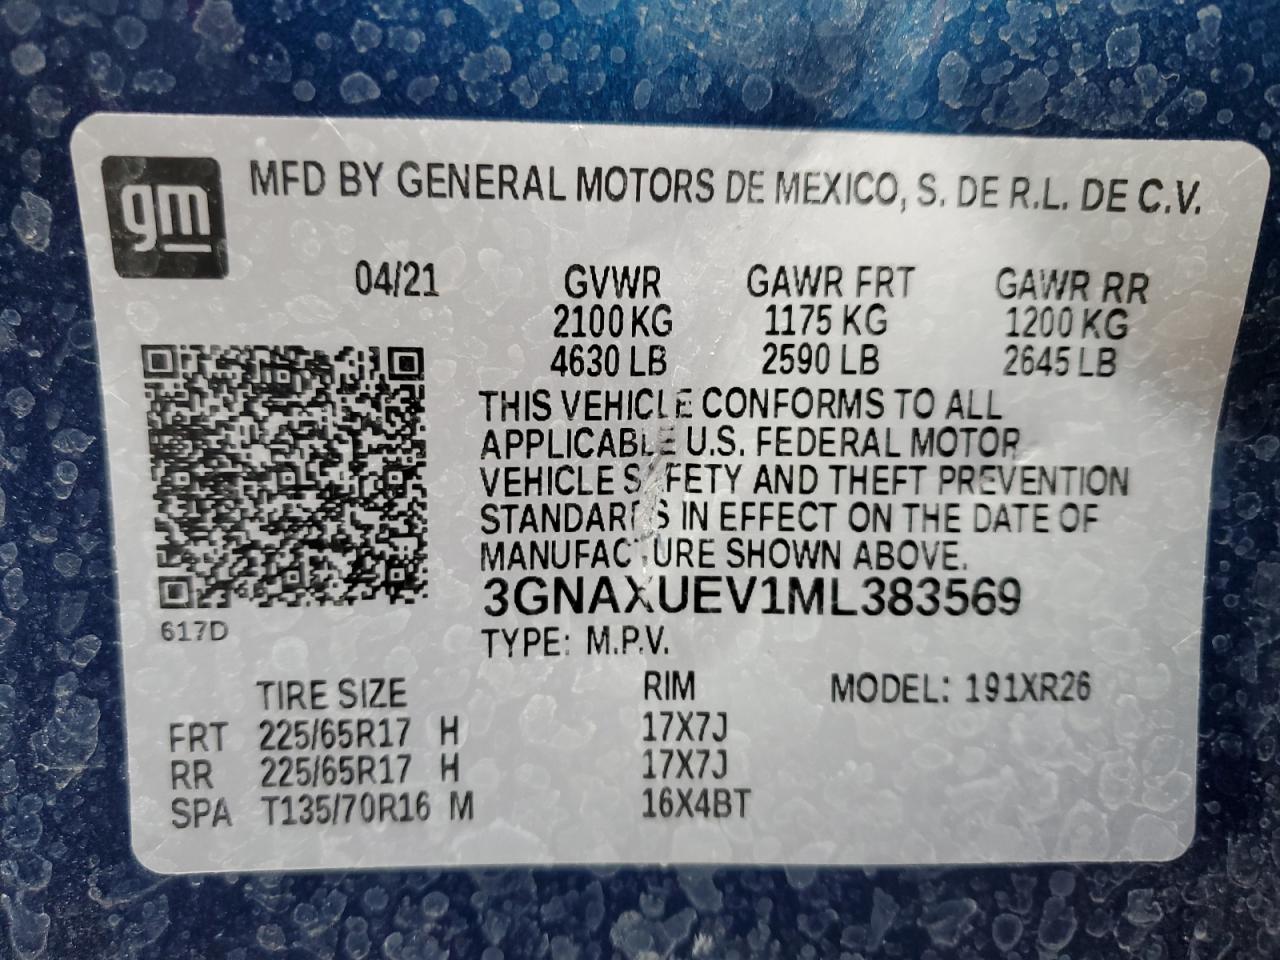 gm
MFD BY GENERAL MOTORS DE MEXICO, S. DE R.L. DE C.V.
04/21 GVWR GAWR FRT GAWR RR
2100 KG 1175 KG 1200 KG
4630 LB 2590 LB 2645 LB
THIS VEHICLE CONFORMS TO ALL
APPLICABLE U.S. FEDERAL MOTOR
VEHICLE SAFETY AND THEFT PREVENTION
STANDARDS IN EFFECT ON THE DATE OF
MANUFACTURE SHOWN ABOVE.
3GNAXUEV1ML383569
617D
TYPE: M.P.V.
TIRE SIZE RIM MODEL: 191XR26
FRT 225/65R17 H 17X7J
RR 225/65R17 H 17X7J
SPA T135/70R16 M 16X4BT